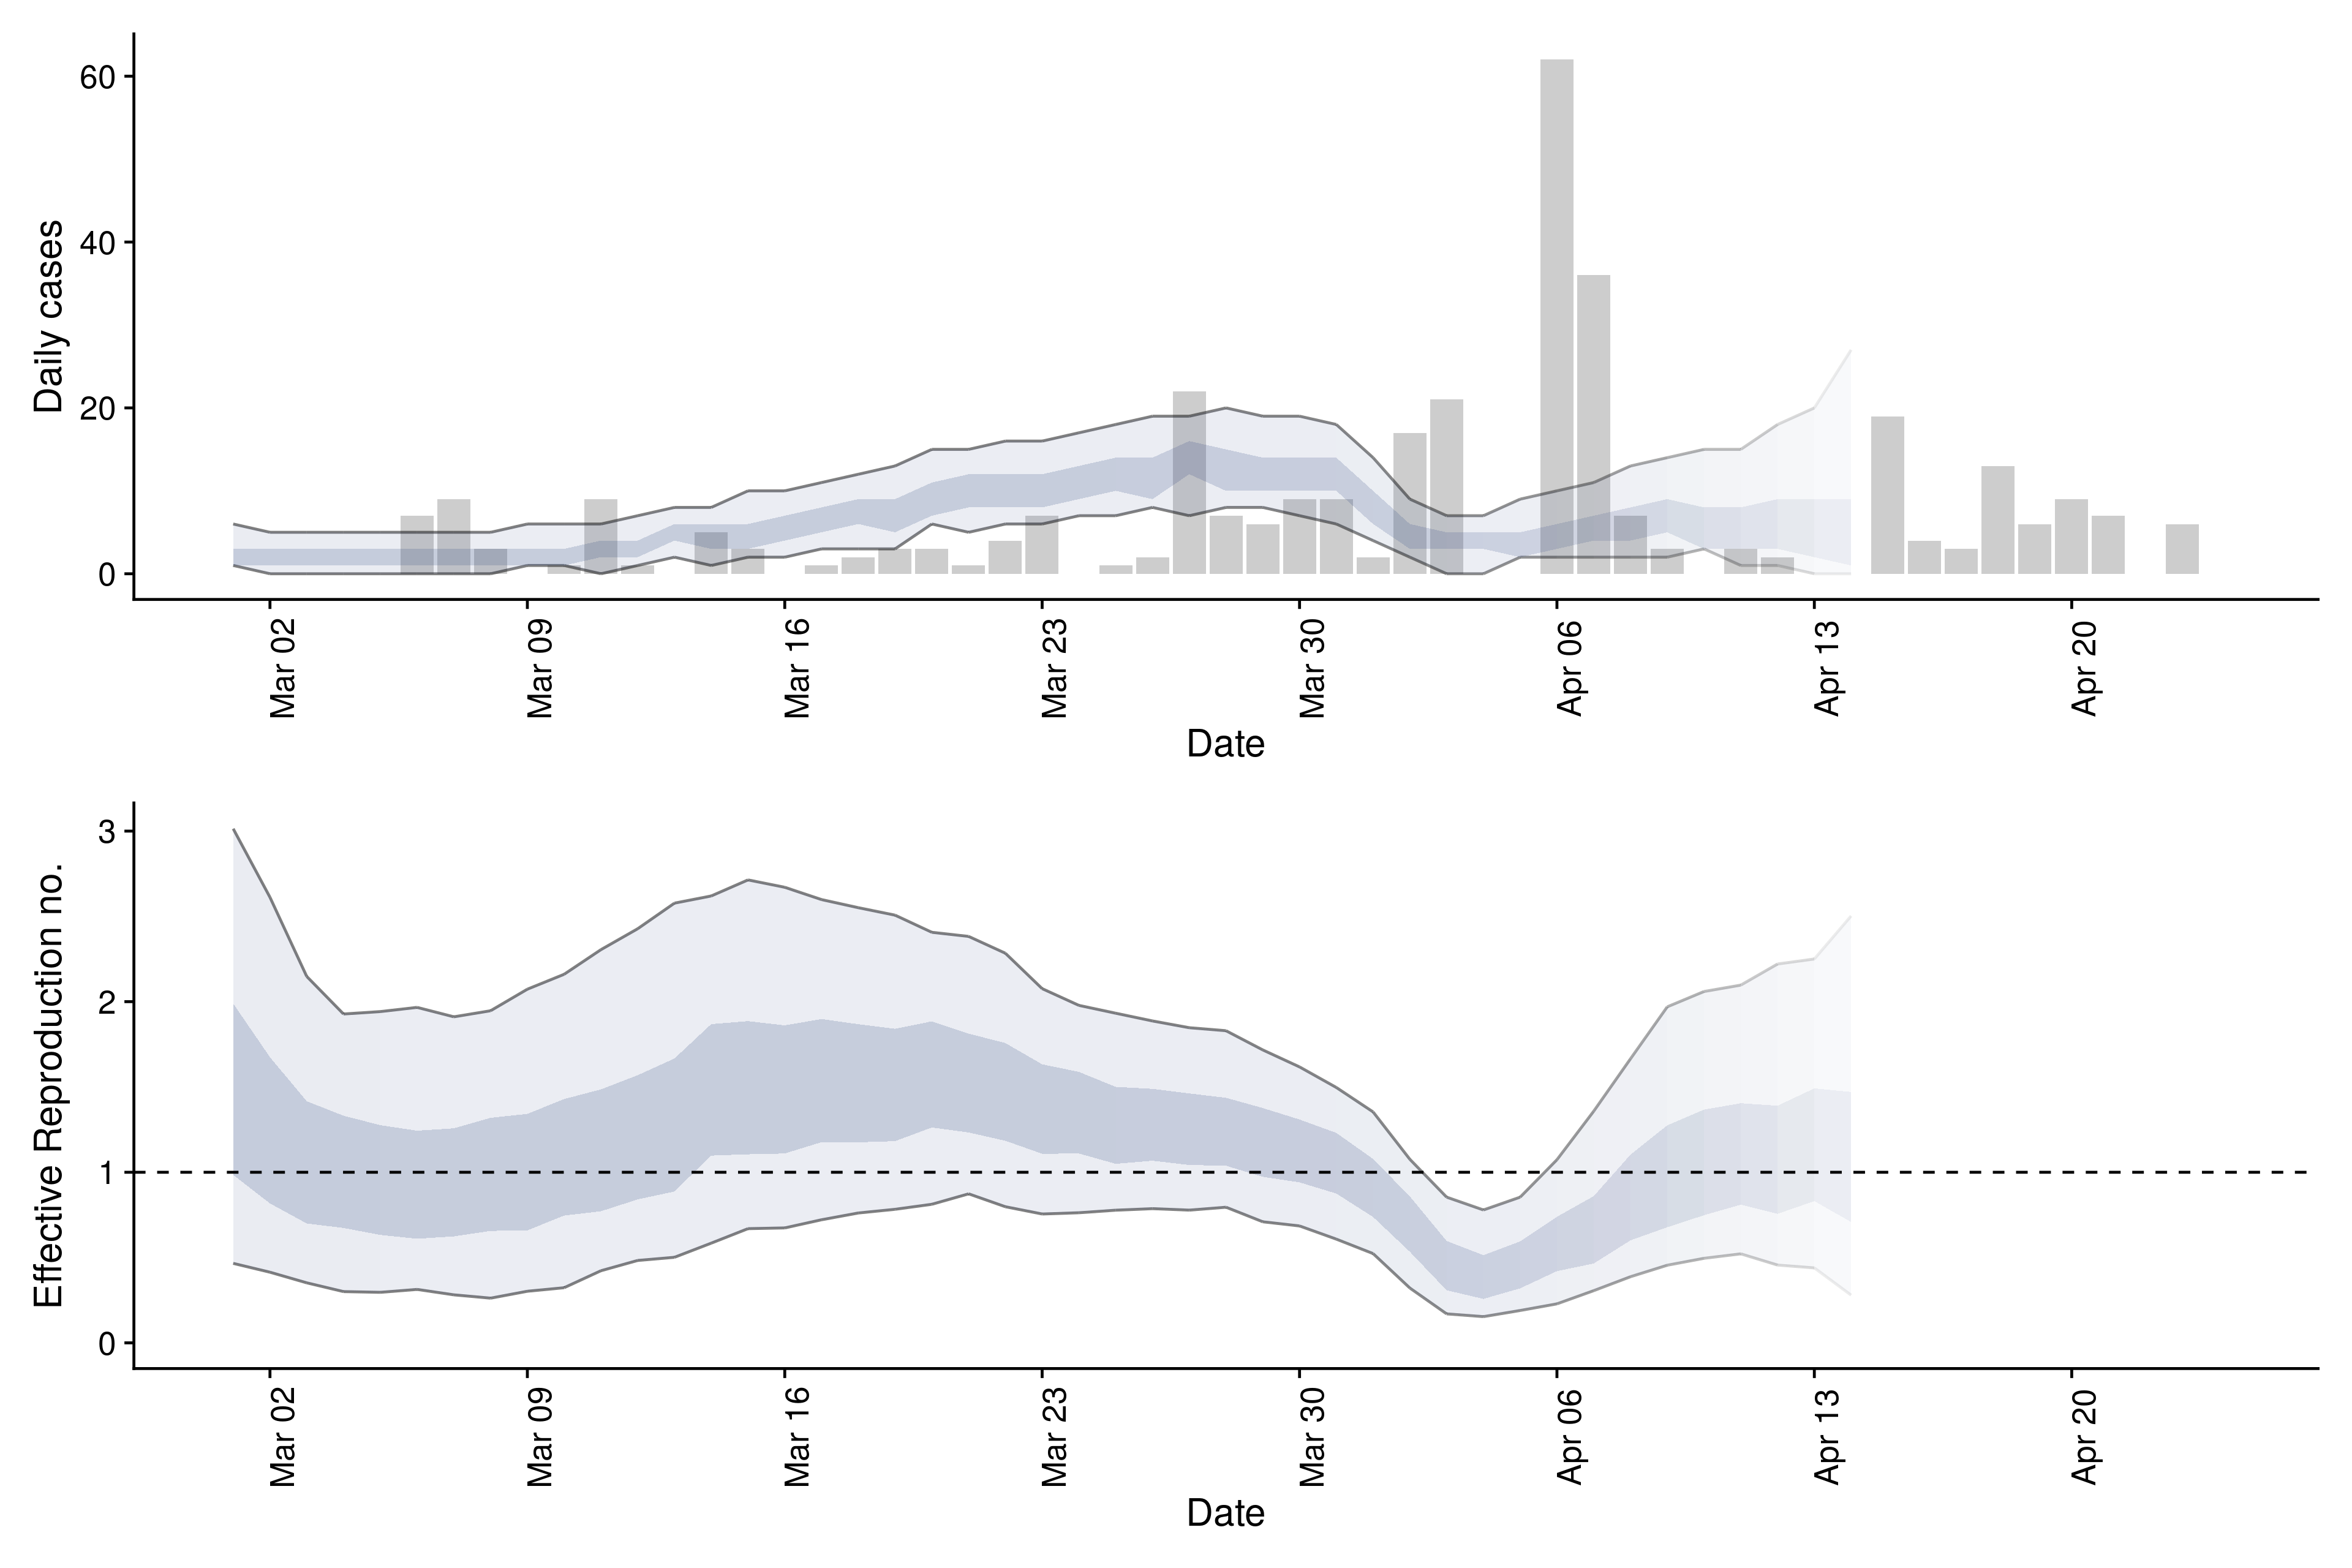 Daily cases
60
40
20
0
Mar 02
Mar 09
Mar 16
Mar 23
Mar 30
Apr 06
Apr 13
Apr 20
Date
Effective Reproduction no.
3
2
1
0
Mar 02
Mar 09
Mar 16
Mar 23
Mar 30
Apr 06
Apr 13
Apr 20
Date